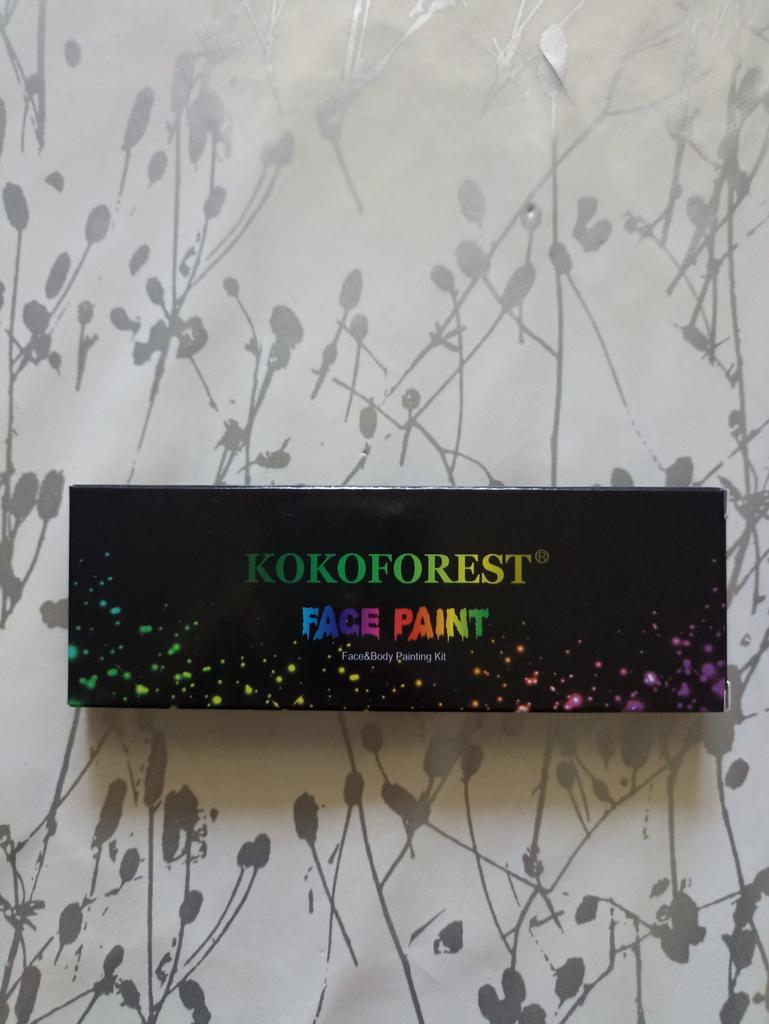 KOKOFOREST®
FACE PAINT
Face&Body Painting Kit